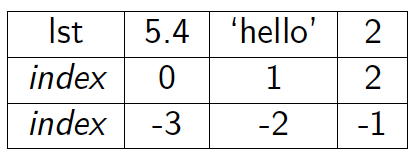 lst 5.4 ‘hello’ 2
index 0 1 2
index -3 -2 -1